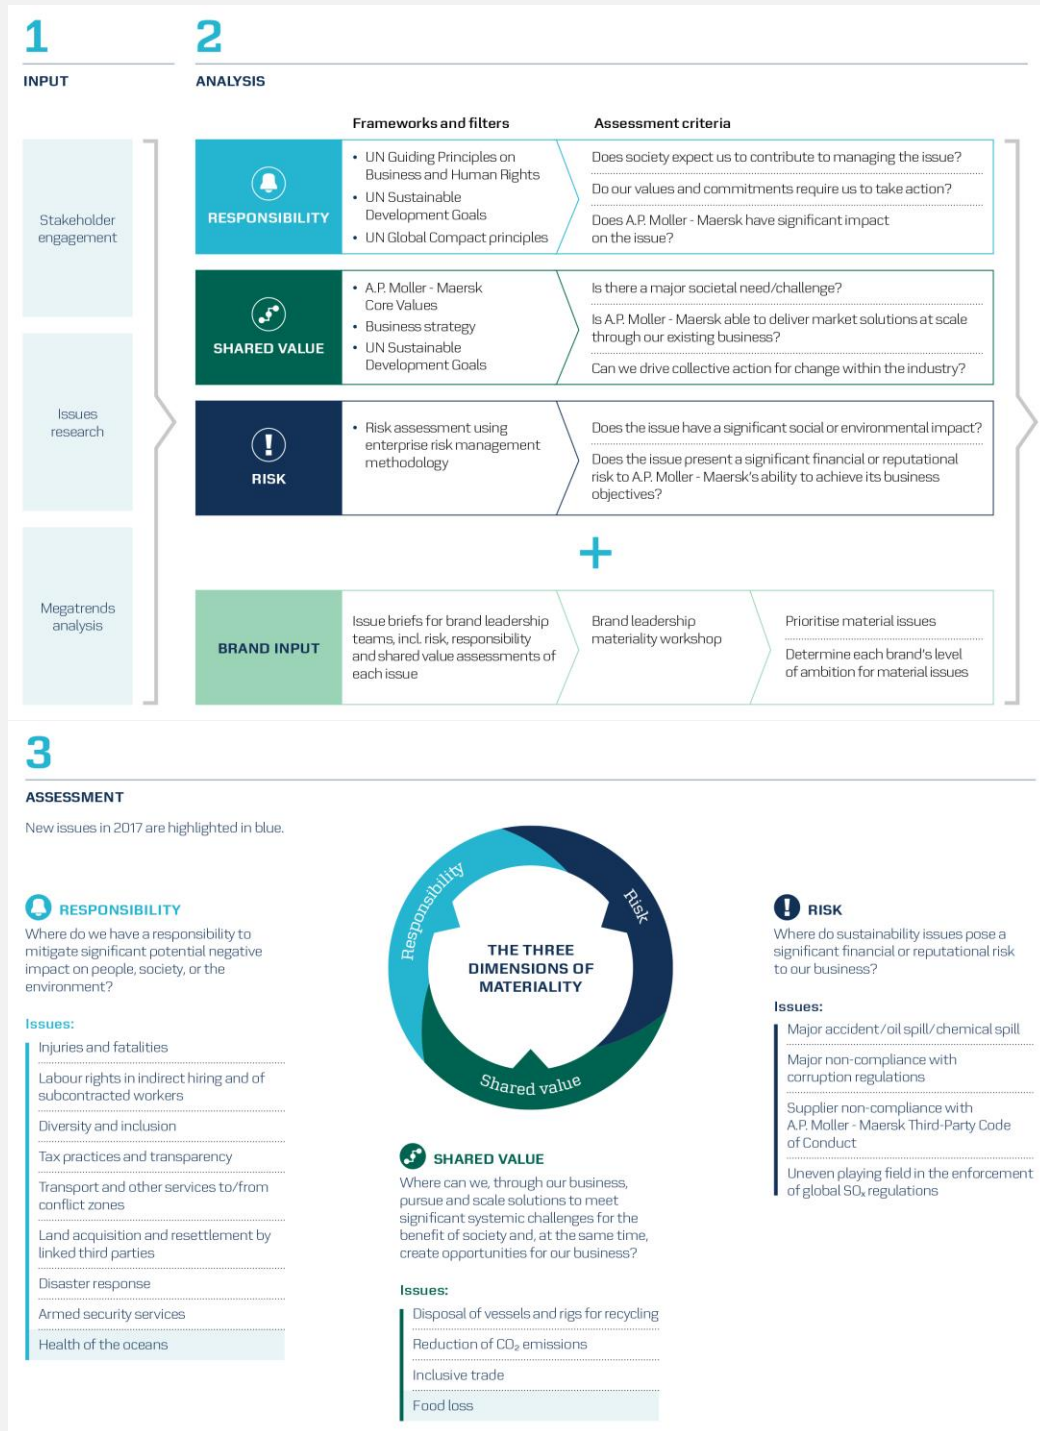 1
INPUT
Stakeholder
engagement
Issues
research
Megatrends
analysis
2
ANALYSIS
Frameworks and filters
Assessment criteria
RESPONSIBILITY
• UN Guiding Principles on
Business and Human Rights
• UN Sustainable
Development Goals
• UN Global Compact principles
Does society expect us to contribute to managing the issue?
Do our values and commitments require us to take action?
Does A.P. Moller - Maersk have significant impact
on the issue?
SHARED VALUE
• A.P. Moller - Maersk
Core Values
• Business strategy
• UN Sustainable
Development Goals
Is there a major societal need/challenge?
Is A.P. Moller - Maersk able to deliver market solutions at scale
through our existing business?
Can we drive collective action for change within the industry?
RISK
• Risk assessment using
enterprise risk management
methodology
Does the issue have a significant social or environmental impact?
Does the issue present a significant financial or reputational
risk to A.P. Moller - Maersk's ability to achieve its business
objectives?
+
BRAND INPUT
Issue briefs for brand leadership
teams, incl. risk, responsibility
and shared value assessments of
each issue
Brand leadership
materiality workshop
Prioritise material issues
Determine each brand's level
of ambition for material issues
3
ASSESSMENT
New issues in 2017 are highlighted in blue.
RESPONSIBILITY
Where do we have a responsibility to
mitigate significant potential negative
impact on people, society, or the
environment?
Issues:
Injuries and fatalities
Labour rights in indirect hiring and of
subcontracted workers
Diversity and inclusion
Tax practices and transparency
Transport and other services to/from
conflict zones
Land acquisition and resettlement by
linked third parties
Disaster response
Armed security services
Health of the oceans
Responsibility
Risk
Shared value
THE THREE
DIMENSIONS OF
MATERIALITY
SHARED VALUE
Where can we, through our business,
pursue and scale solutions to meet
significant systemic challenges for the
benefit of society and, at the same time,
create opportunities for our business?
Issues:
Disposal of vessels and rigs for recycling
Reduction of CO₂ emissions
Inclusive trade
Food loss
RISK
Where do sustainability issues pose a
significant financial or reputational risk
to our business?
Issues:
Major accident/oil spill/chemical spill
Major non-compliance with
corruption regulations
Supplier non-compliance with
A.P. Moller - Maersk Third-Party Code
of Conduct
Uneven playing field in the enforcement
of global SOₓ regulations